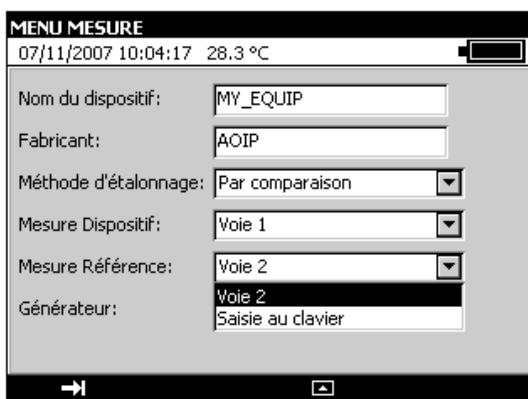 MENU MESURE
07/11/2007 10:04:17 28.3 °C
Nom du dispositif: MY_EQUIP
Fabricant: AOIP
Méthode d'étalonnage: Par comparaison
Mesure Dispositif: Voie 1
Mesure Référence: Voie 2
Générateur: Voie 2
Saisie au clavier